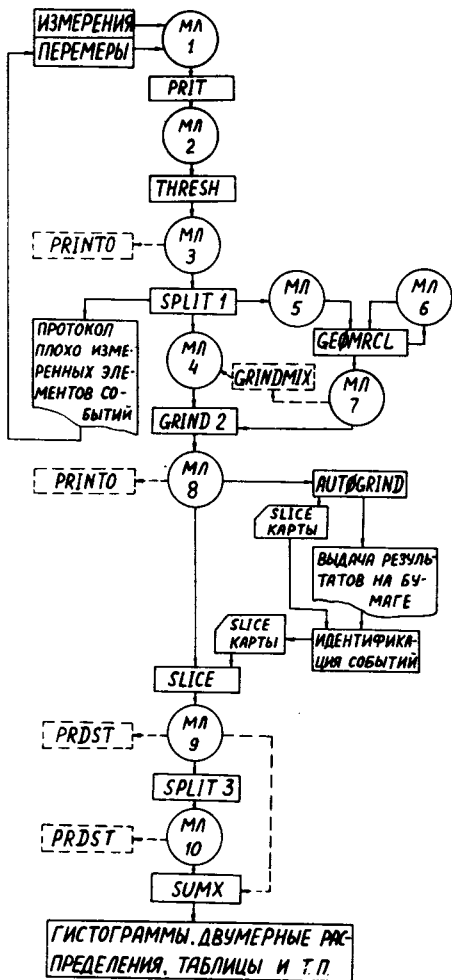 ИЗМЕРЕНИЯ
ПЕРЕМЕРЫ
МЛ
1
PRIT
МЛ
2
THRESH
МЛ
3
PRINTO
SPLIT 1
МЛ
5
МЛ
6
ПРОТОКОЛ
ПЛОХО ИЗМЕ-
РЕННЫХ ЭЛЕ-
МЕНТОВ СО-
БЫТИЙ
МЛ
4
GEØMRCL
GRINDMIX
МЛ
7
GRIND 2
МЛ
8
PRINTO
AUTØGRIND
SLICE
КАРТЫ
ВЫДАЧА РЕЗУЛЬ-
ТАТОВ НА БУ-
МАГЕ
SLICE
КАРТЫ
ИДЕНТИФИКА-
ЦИЯ СОБЫТИЙ
SLICE
PRDST
МЛ
9
SPLIT 3
PRDST
МЛ
10
SUMX
ГИСТОГРАММЫ. ДВУМЕРНЫЕ РАС-
ПРЕДЕЛЕНИЯ, ТАБЛИЦЫ И Т.П.